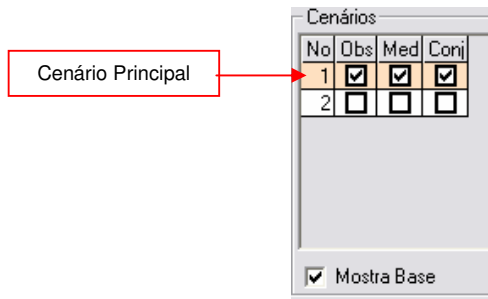 Cenários
No Obs Med Conj
Cenário Principal
1
2
Mostra Base